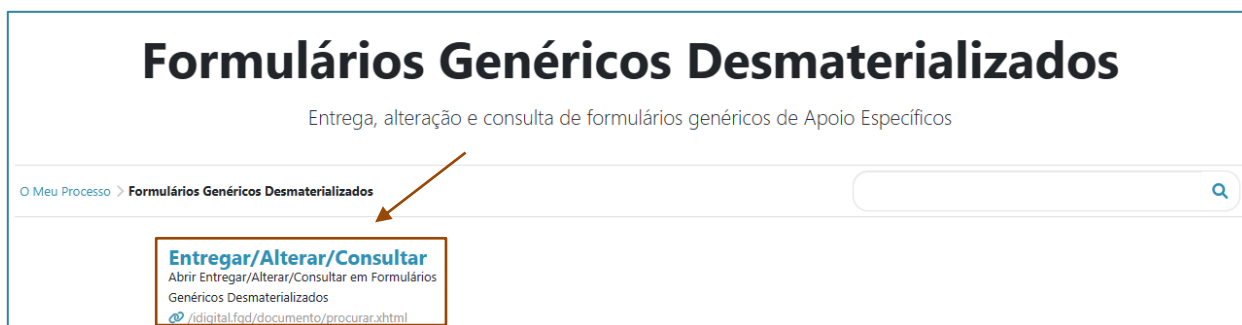 Formulários Genéricos Desmaterializados
Entrega, alteração e consulta de formulários genéricos de Apoio Específicos
O Meu Processo > Formulários Genéricos Desmaterializados
Entregar/Alterar/Consultar
Abrir Entregar/Alterar/Consultar em Formulários
Genéricos Desmaterializados
/idigital.fgd/documento/procurar.xhtml